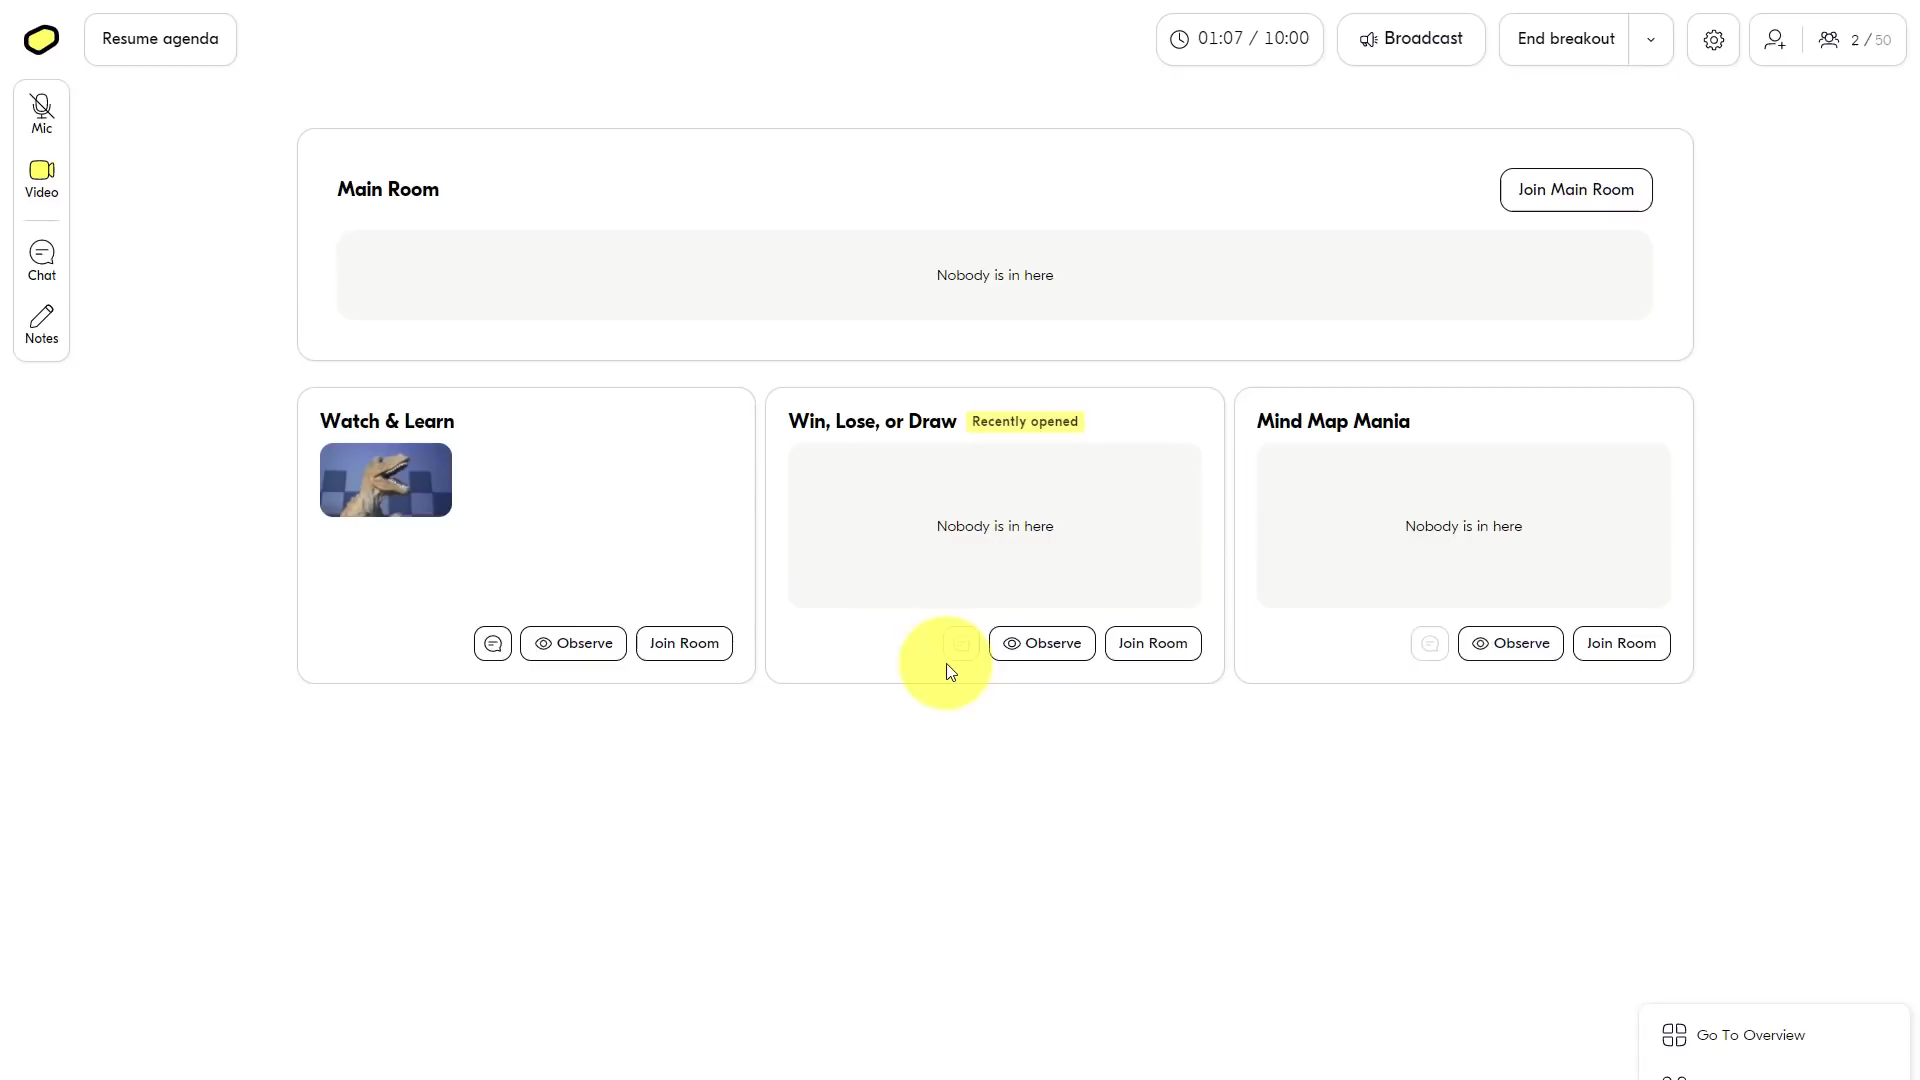 Resume agenda
01:07 / 10:00
Broadcast
End breakout
2 / 50
Mic
Video
Chat
Notes
Main Room
Join Main Room
Nobody is in here
Watch & Learn
Observe
Join Room
Win, Lose, or Draw
Recently opened
Nobody is in here
Observe
Join Room
Mind Map Mania
Nobody is in here
Observe
Join Room
Go To Overview